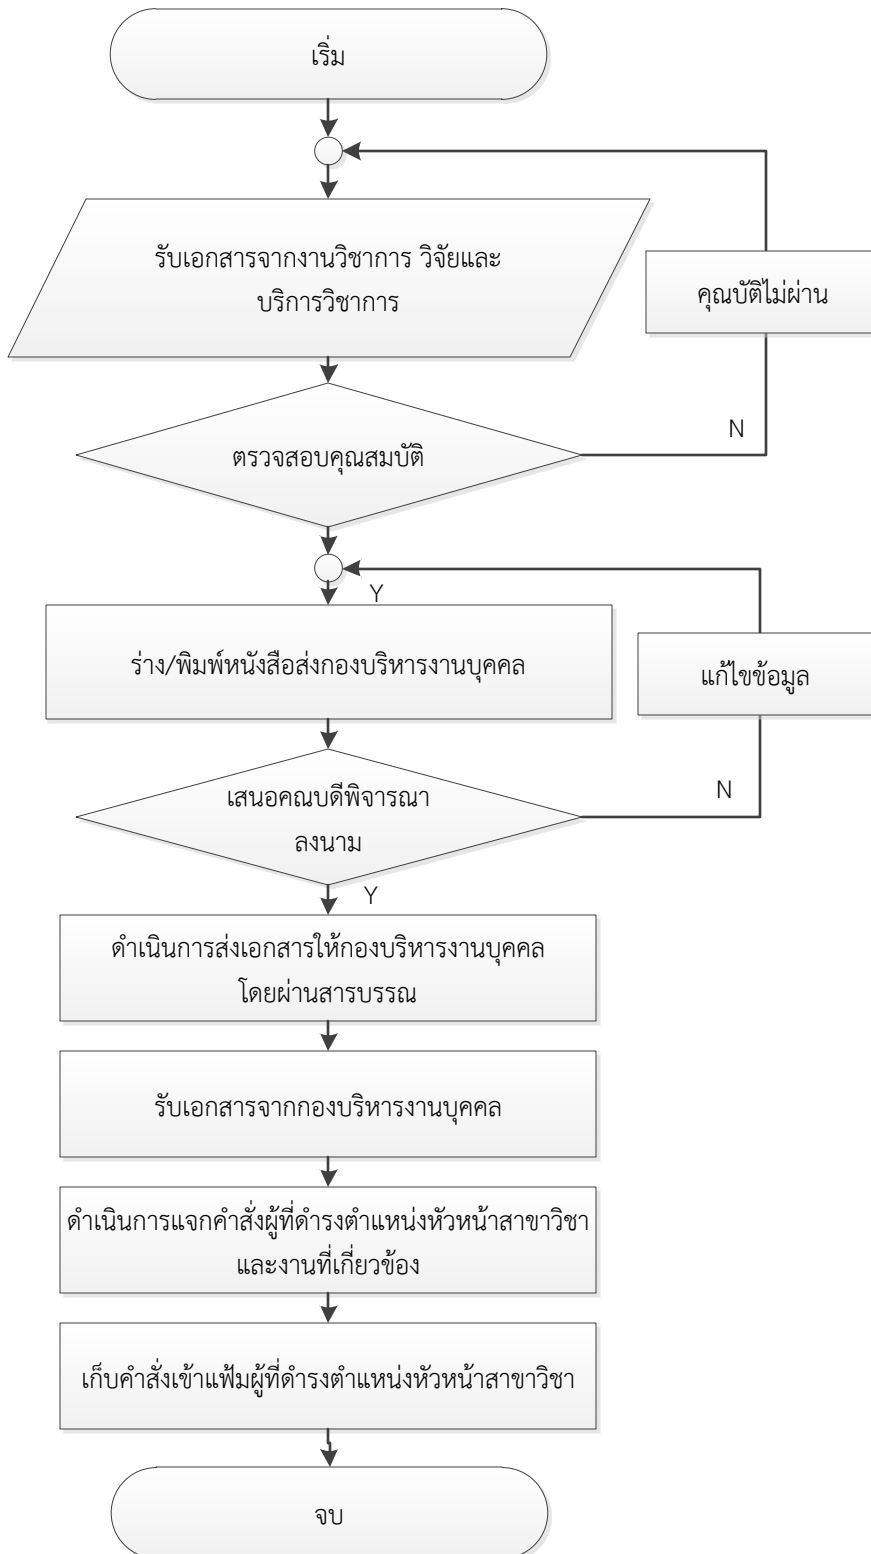 เริ่ม
รับเอกสารจากงานวิชาการ วิจัยและ
บริการวิชาการ
คุณบัติไม่ผ่าน
ตรวจสอบคุณสมบัติ
N
Y
ร่าง/พิมพ์หนังสือส่งกองบริหารงานบุคคล
แก้ไขข้อมูล
เสนอคณบดีพิจารณา
ลงนาม
N
Y
ดำเนินการส่งเอกสารให้กองบริหารงานบุคคล
โดยผ่านสารบรรณ
รับเอกสารจากกองบริหารงานบุคคล
ดำเนินการแจกคำสั่งผู้ที่ดำรงตำแหน่งหัวหน้าสาขาวิชา
และงานที่เกี่ยวข้อง
เก็บคำสั่งเข้าแฟ้มผู้ที่ดำรงตำแหน่งหัวหน้าสาขาวิชา
จบ